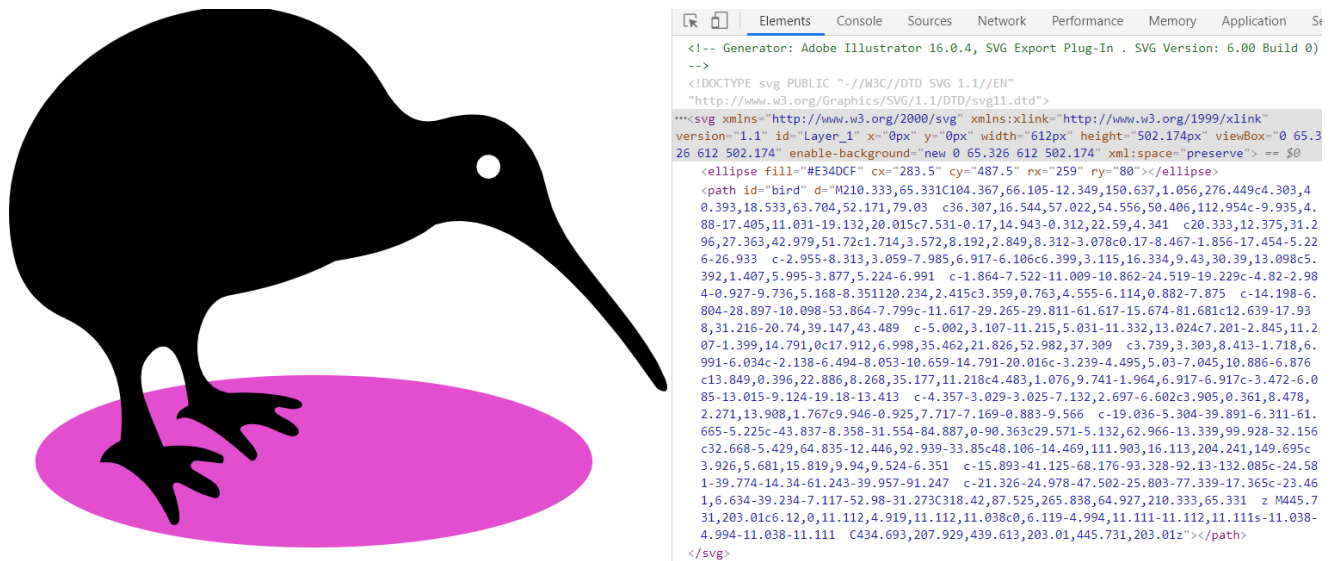 Elements Console Sources Network Performance Memory Application Se
<!-- Generator: Adobe Illustrator 16.0.4, SVG Export Plug-In . SVG Version: 6.00 Build 0)
-->
<!DOCTYPE svg PUBLIC "-//W3C//DTD SVG 1.1//EN"
"http://www.w3.org/Graphics/SVG/1.1/DTD/svg11.dtd">
…<svg xmlns="http://www.w3.org/2000/svg" xmlns:xlink="http://www.w3.org/1999/xlink"
version="1.1" id="Layer_1" x="0px" y="0px" width="612px" height="502.174px" viewBox="0 65.3
26 612 502.174" enable-background="new 0 65.326 612 502.174" xml:space="preserve"> == $0
<ellipse fill="#E34DCF" cx="283.5" cy="487.5" rx="259" ry="80"></ellipse>
<path id="bird" d="M210.333,65.331C104.367,66.105-12.349,150.637,1.056,276.449c4.303,4
0.393,18.533,63.704,52.171,79.03 c36.307,16.544,57.022,54.556,50.406,112.954c-9.935,4.
88-17.405,11.031-19.132,20.015c7.531-0.17,14.943-0.312,22.59,4.341 c20.333,12.375,31.2
96,27.363,42.979,51.72c1.714,3.572,8.192,2.849,8.312-3.078c0.17-8.467-1.856-17.454-5.22
6-26.933 c-2.955-8.313,3.059-7.985,6.917-6.106c6.399,3.115,16.334,9.43,30.39,13.098c5.
392,1.407,5.995-3.877,5.224-6.991 c-1.864-7.522-11.009-10.862-24.519-19.229c-4.82-2.98
4-0.927-9.736,5.168-8.351l20.234,2.415c3.359,0.763,4.555-6.114,0.882-7.875 c-14.198-6.
804-28.897-10.098-53.864-7.799c-11.617-29.265-29.811-61.617-15.674-81.681c12.639-17.93
8,31.216-20.74,39.147,43.489 c-5.002,3.107-11.215,5.031-11.332,13.024c7.201-2.845,11.2
07-1.399,14.791,0c17.912,6.998,35.462,21.826,52.982,37.309 c3.739,3.303,8.413-1.718,6.
991-6.034c-2.138-6.494-8.053-10.659-14.791-20.016c-3.239-4.495,5.03-7.045,10.886-6.876
c13.849,0.396,22.886,8.268,35.177,11.218c4.483,1.076,9.741-1.964,6.917-6.917c-3.472-6.0
85-13.015-9.124-19.18-13.413 c-4.357-3.029-3.025-7.132,2.697-6.602c3.905,0.361,8.478,
2.271,13.908,1.767c9.946-0.925,7.717-7.169-0.883-9.566 c-19.036-5.304-39.891-6.311-61.
665-5.225c-43.837-8.358-31.554-84.887,0-90.363c29.571-5.132,62.966-13.339,99.928-32.156
c32.668-5.429,64.835-12.446,92.939-33.85c48.106-14.469,111.903,16.113,204.241,149.695c
3.926,5.681,15.819,9.94,9.524-6.351 c-15.893-41.125-68.176-93.328-92.13-132.085c-24.58
1-39.774-14.34-61.243-39.957-91.247 c-21.326-24.978-47.502-25.803-77.339-17.365c-23.46
1,6.634-39.234-7.117-52.98-31.273C318.42,87.525,265.838,64.927,210.333,65.331 z M445.7
31,203.01c6.12,0,11.112,4.919,11.112,11.038c0,6.119-4.994,11.111-11.112,11.111s-11.038-
4.994-11.038-11.111 C434.693,207.929,439.613,203.01,445.731,203.01z"></path>
</svg>